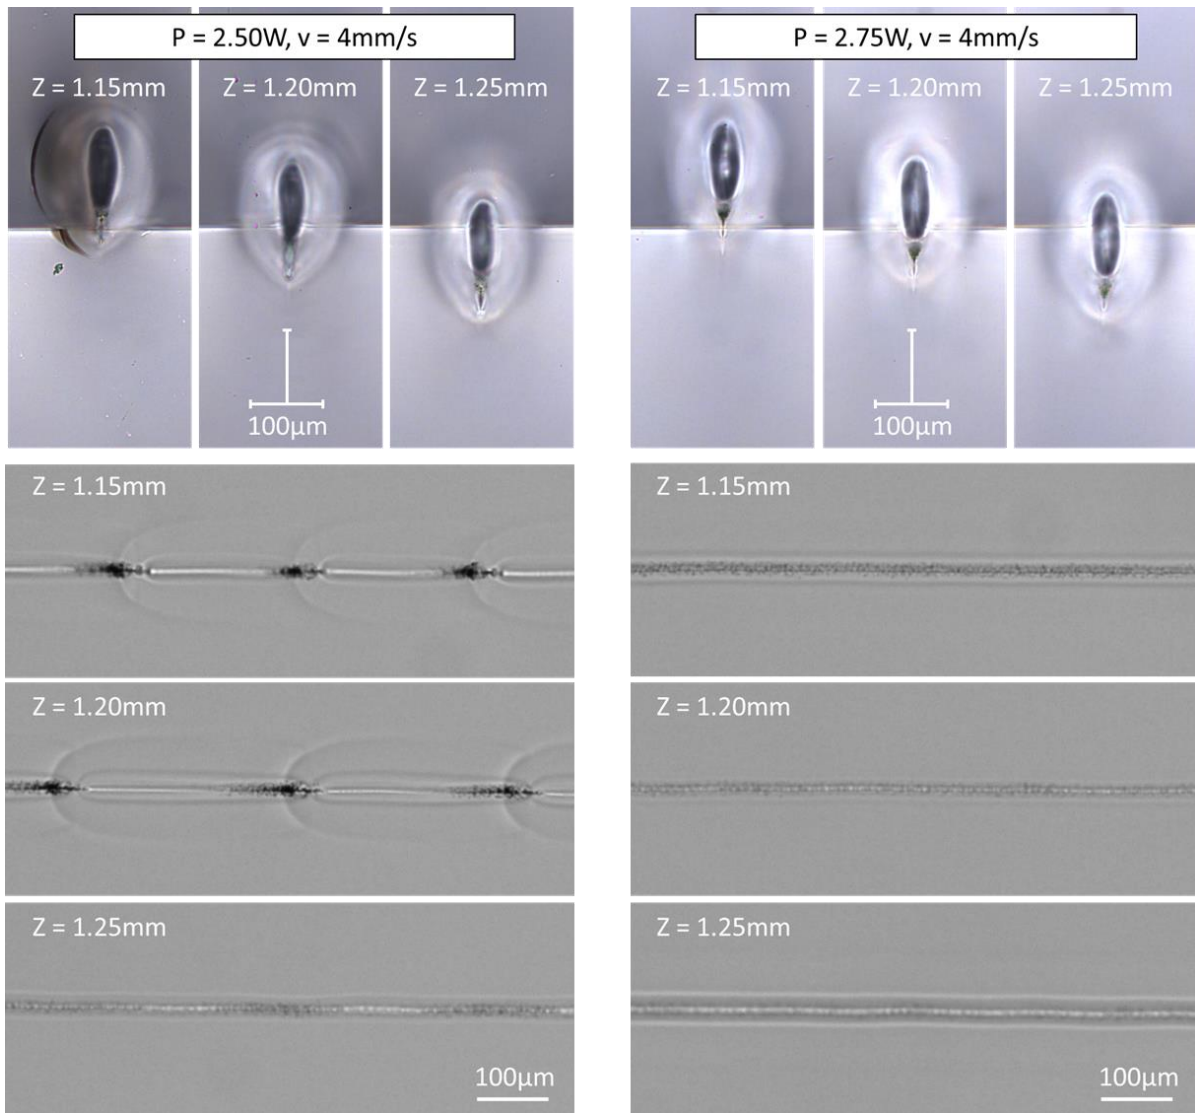 P = 2.50W, v = 4mm/s
Z = 1.15mm
Z = 1.20mm
Z = 1.25mm
100µm
Z = 1.15mm
Z = 1.20mm
Z = 1.25mm
100µm
P = 2.75W, v = 4mm/s
Z = 1.15mm
Z = 1.20mm
Z = 1.25mm
100µm
Z = 1.15mm
Z = 1.20mm
Z = 1.25mm
100µm